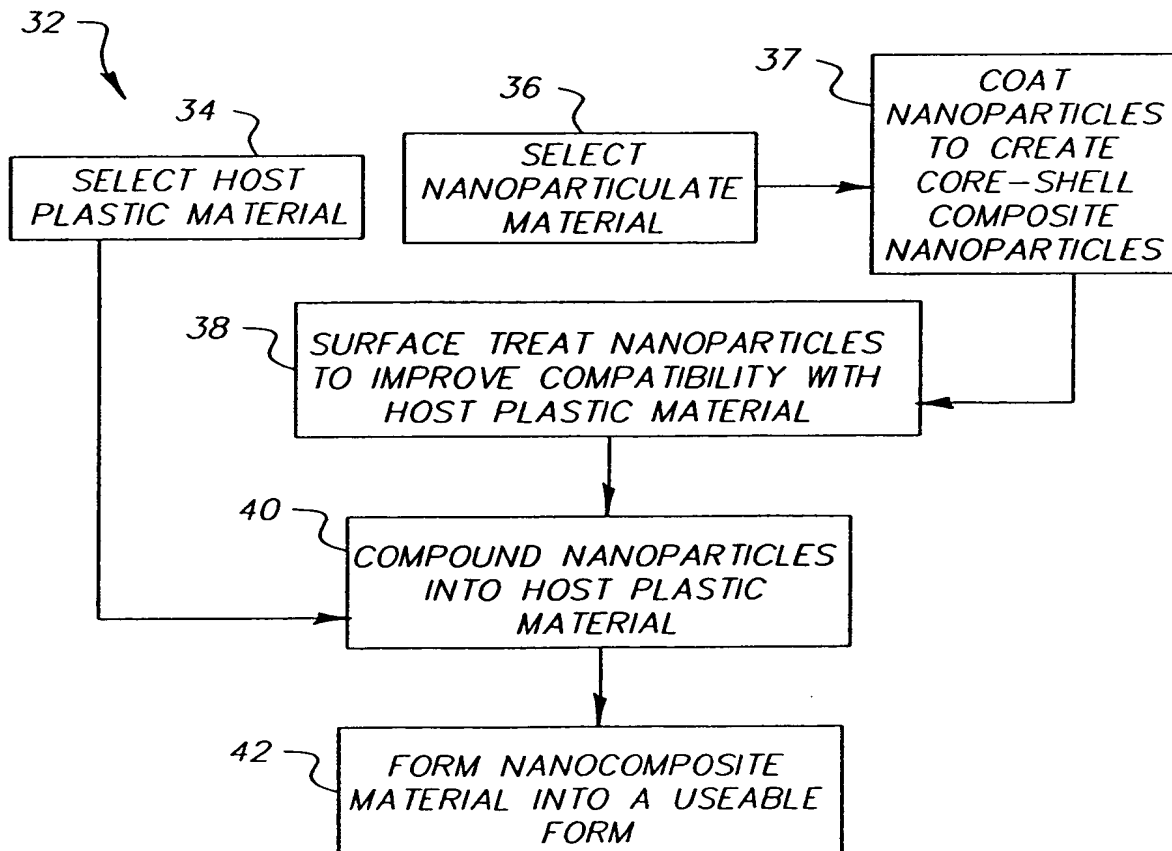 32
34
SELECT HOST
PLASTIC MATERIAL
36
SELECT
NANOPARTICULATE
MATERIAL
37
COAT
NANOPARTICLES
TO CREATE
CORE-SHELL
COMPOSITE
NANOPARTICLES
38
SURFACE TREAT NANOPARTICLES
TO IMPROVE COMPATIBILITY WITH
HOST PLASTIC MATERIAL
40
COMPOUND NANOPARTICLES
INTO HOST PLASTIC
MATERIAL
42
FORM NANOCOMPOSITE
MATERIAL INTO A USEABLE
FORM